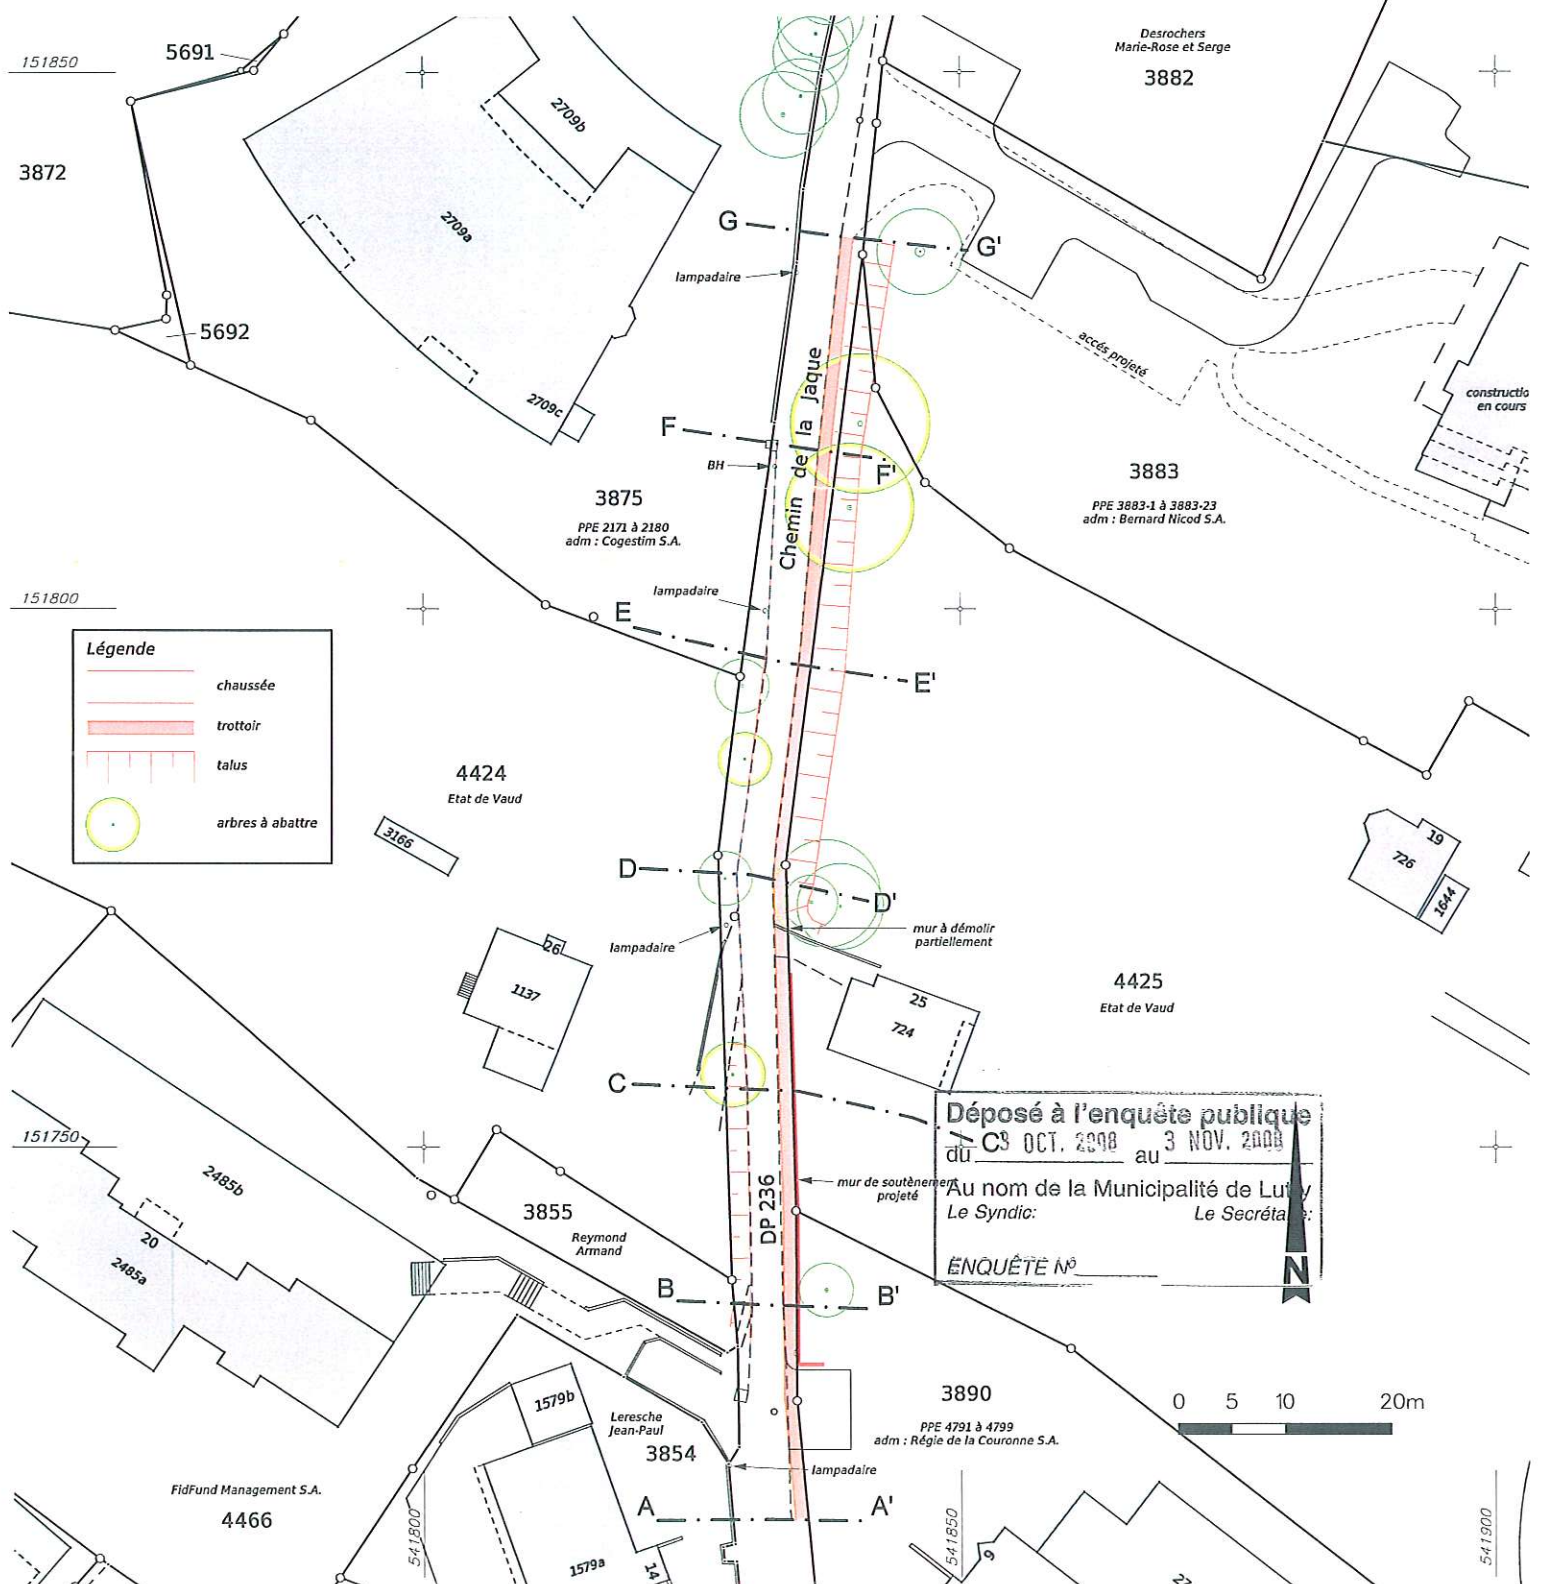 Desrochers
Marie-Rose et Serge
3882
5691
151850
3872
2709b
2709a
G
G'
lampadaire
5692
accès projeté
Chemin de la Jaque
2709c
construction
en cours
F
F'
BH
3875
PPE 2171 à 2180
adm : Cogestim S.A.
3883
PPE 3883-1 à 3883-23
adm : Bernard Nicod S.A.
151800
lampadaire
E
E'
Légende
chaussée
trottoir
talus
arbres à abattre
4424
Etat de Vaud
3166
19
726
1644
D
D'
mur à démolir
partiellement
lampadaire
26
1137
25
724
4425
Etat de Vaud
C
C'
Déposé à l'enquête publique
du 3 OCT. 2008 au 3 NOV. 2008
Au nom de la Municipalité de Lutry
Le Syndic: Le Secrétaire:
ENQUÊTE Nº
N
151750
2485b
20
2485a
mur de soutènement
projeté
DP 236
3855
Reymond
Armand
B
B'
1579b
Leresche
Jean-Paul
3854
3890
PPE 4791 à 4799
adm : Régie de la Couronne S.A.
0 5 10 20m
lampadaire
FidFund Management S.A.
4466
A
A'
541800
541850
541900
1579a
14
9
22